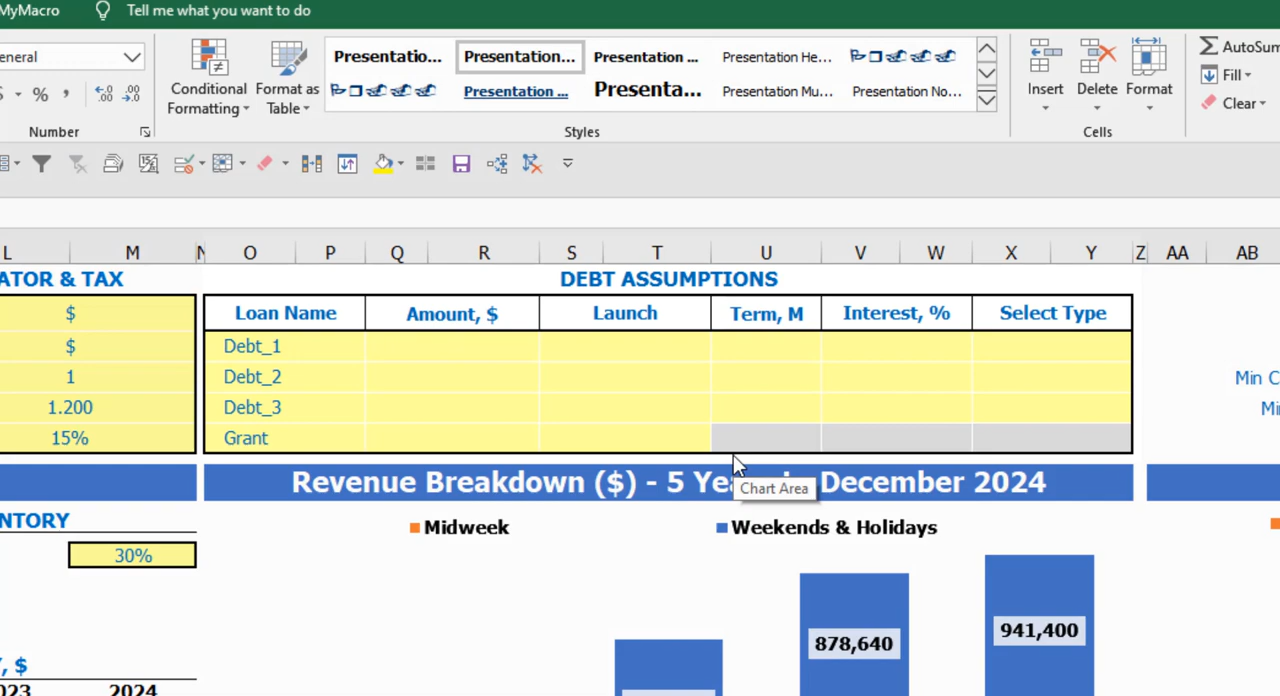 MyMacro Tell me what you want to do
eneral
Presentatio... Presentation... Presentation ... Presentation He...
Presentation ... Presenta... Presentation Mu... Presentation No...
Conditional Formatting
Format as Table
Insert Delete Format
AutoSum
Fill
Clear
% ,
Number Styles Cells
L M N O P Q R S T U V W X Y Z AA AB
ATOR & TAX DEBT ASSUMPTIONS
$ Loan Name Amount, $ Launch Term, M Interest, % Select Type
$ Debt_1
1 Debt_2 Min C
1.200 Debt_3 Mi
15% Grant
Revenue Breakdown ($) - 5 Ye December 2024
Chart Area
NTORY
Midweek Weekends & Holidays
30%
878,640 941,400
Y, $
023 2024